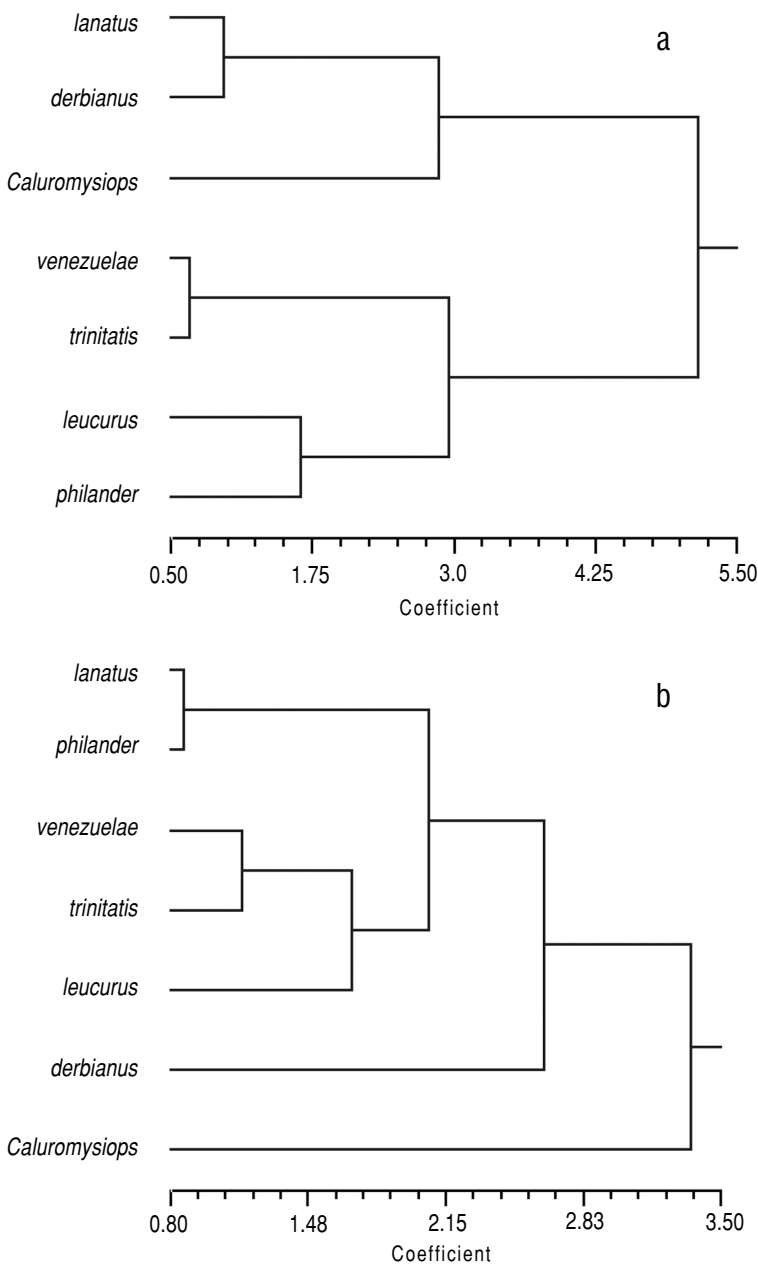 lanatus
a
derbianus
Caluromysiops
venezuelae
trinitatis
leucurus
philander
0.50 1.75 3.0 4.25 5.50
Coefficient
lanatus
b
philander
venezuelae
trinitatis
leucurus
derbianus
Caluromysiops
0.80 1.48 2.15 2.83 3.50
Coefficient